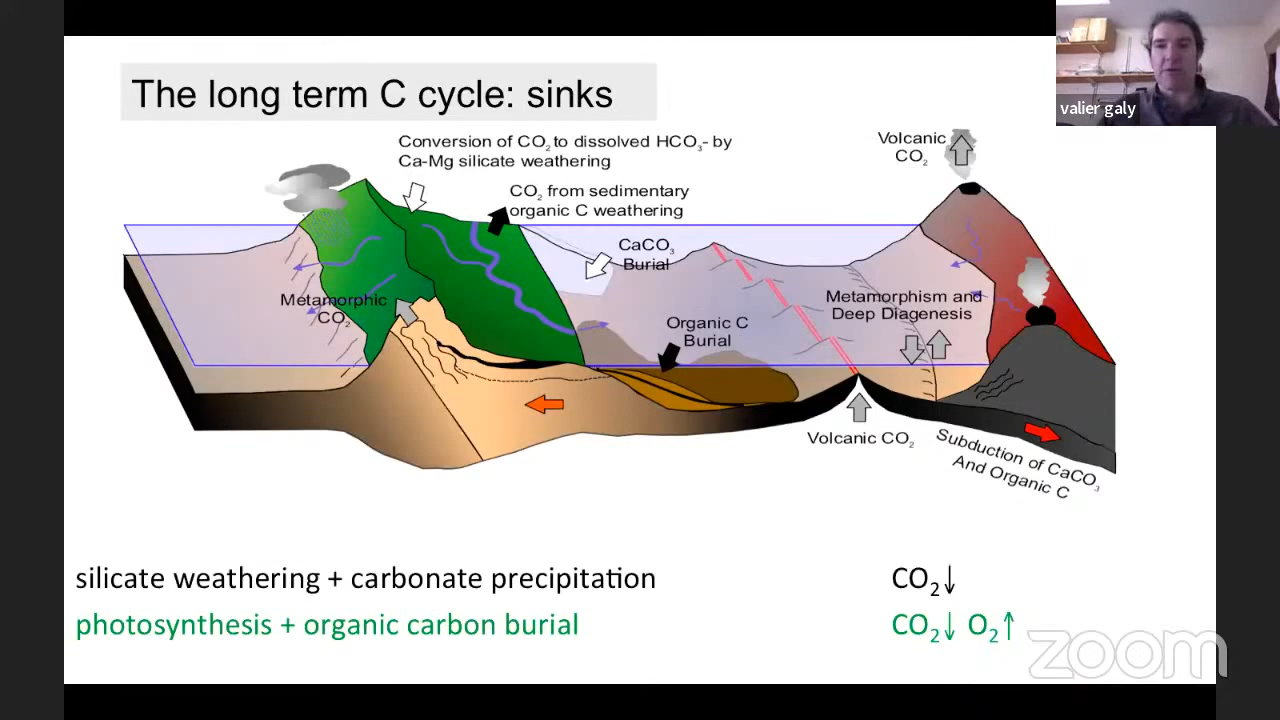 valier galy
The long term C cycle: sinks
Conversion of CO₂ to dissolved HCO₃- by
Ca-Mg silicate weathering
Volcanic
CO₂
CO₂ from sedimentary
organic C weathering
CaCO₃
Burial
Metamorphic
CO₂
Metamorphism and
Deep Diagenesis
Organic C
Burial
Volcanic CO₂
Subduction of CaCO₃
And Organic C
silicate weathering + carbonate precipitation CO₂↓
photosynthesis + organic carbon burial CO₂↓ O₂↑
zoom